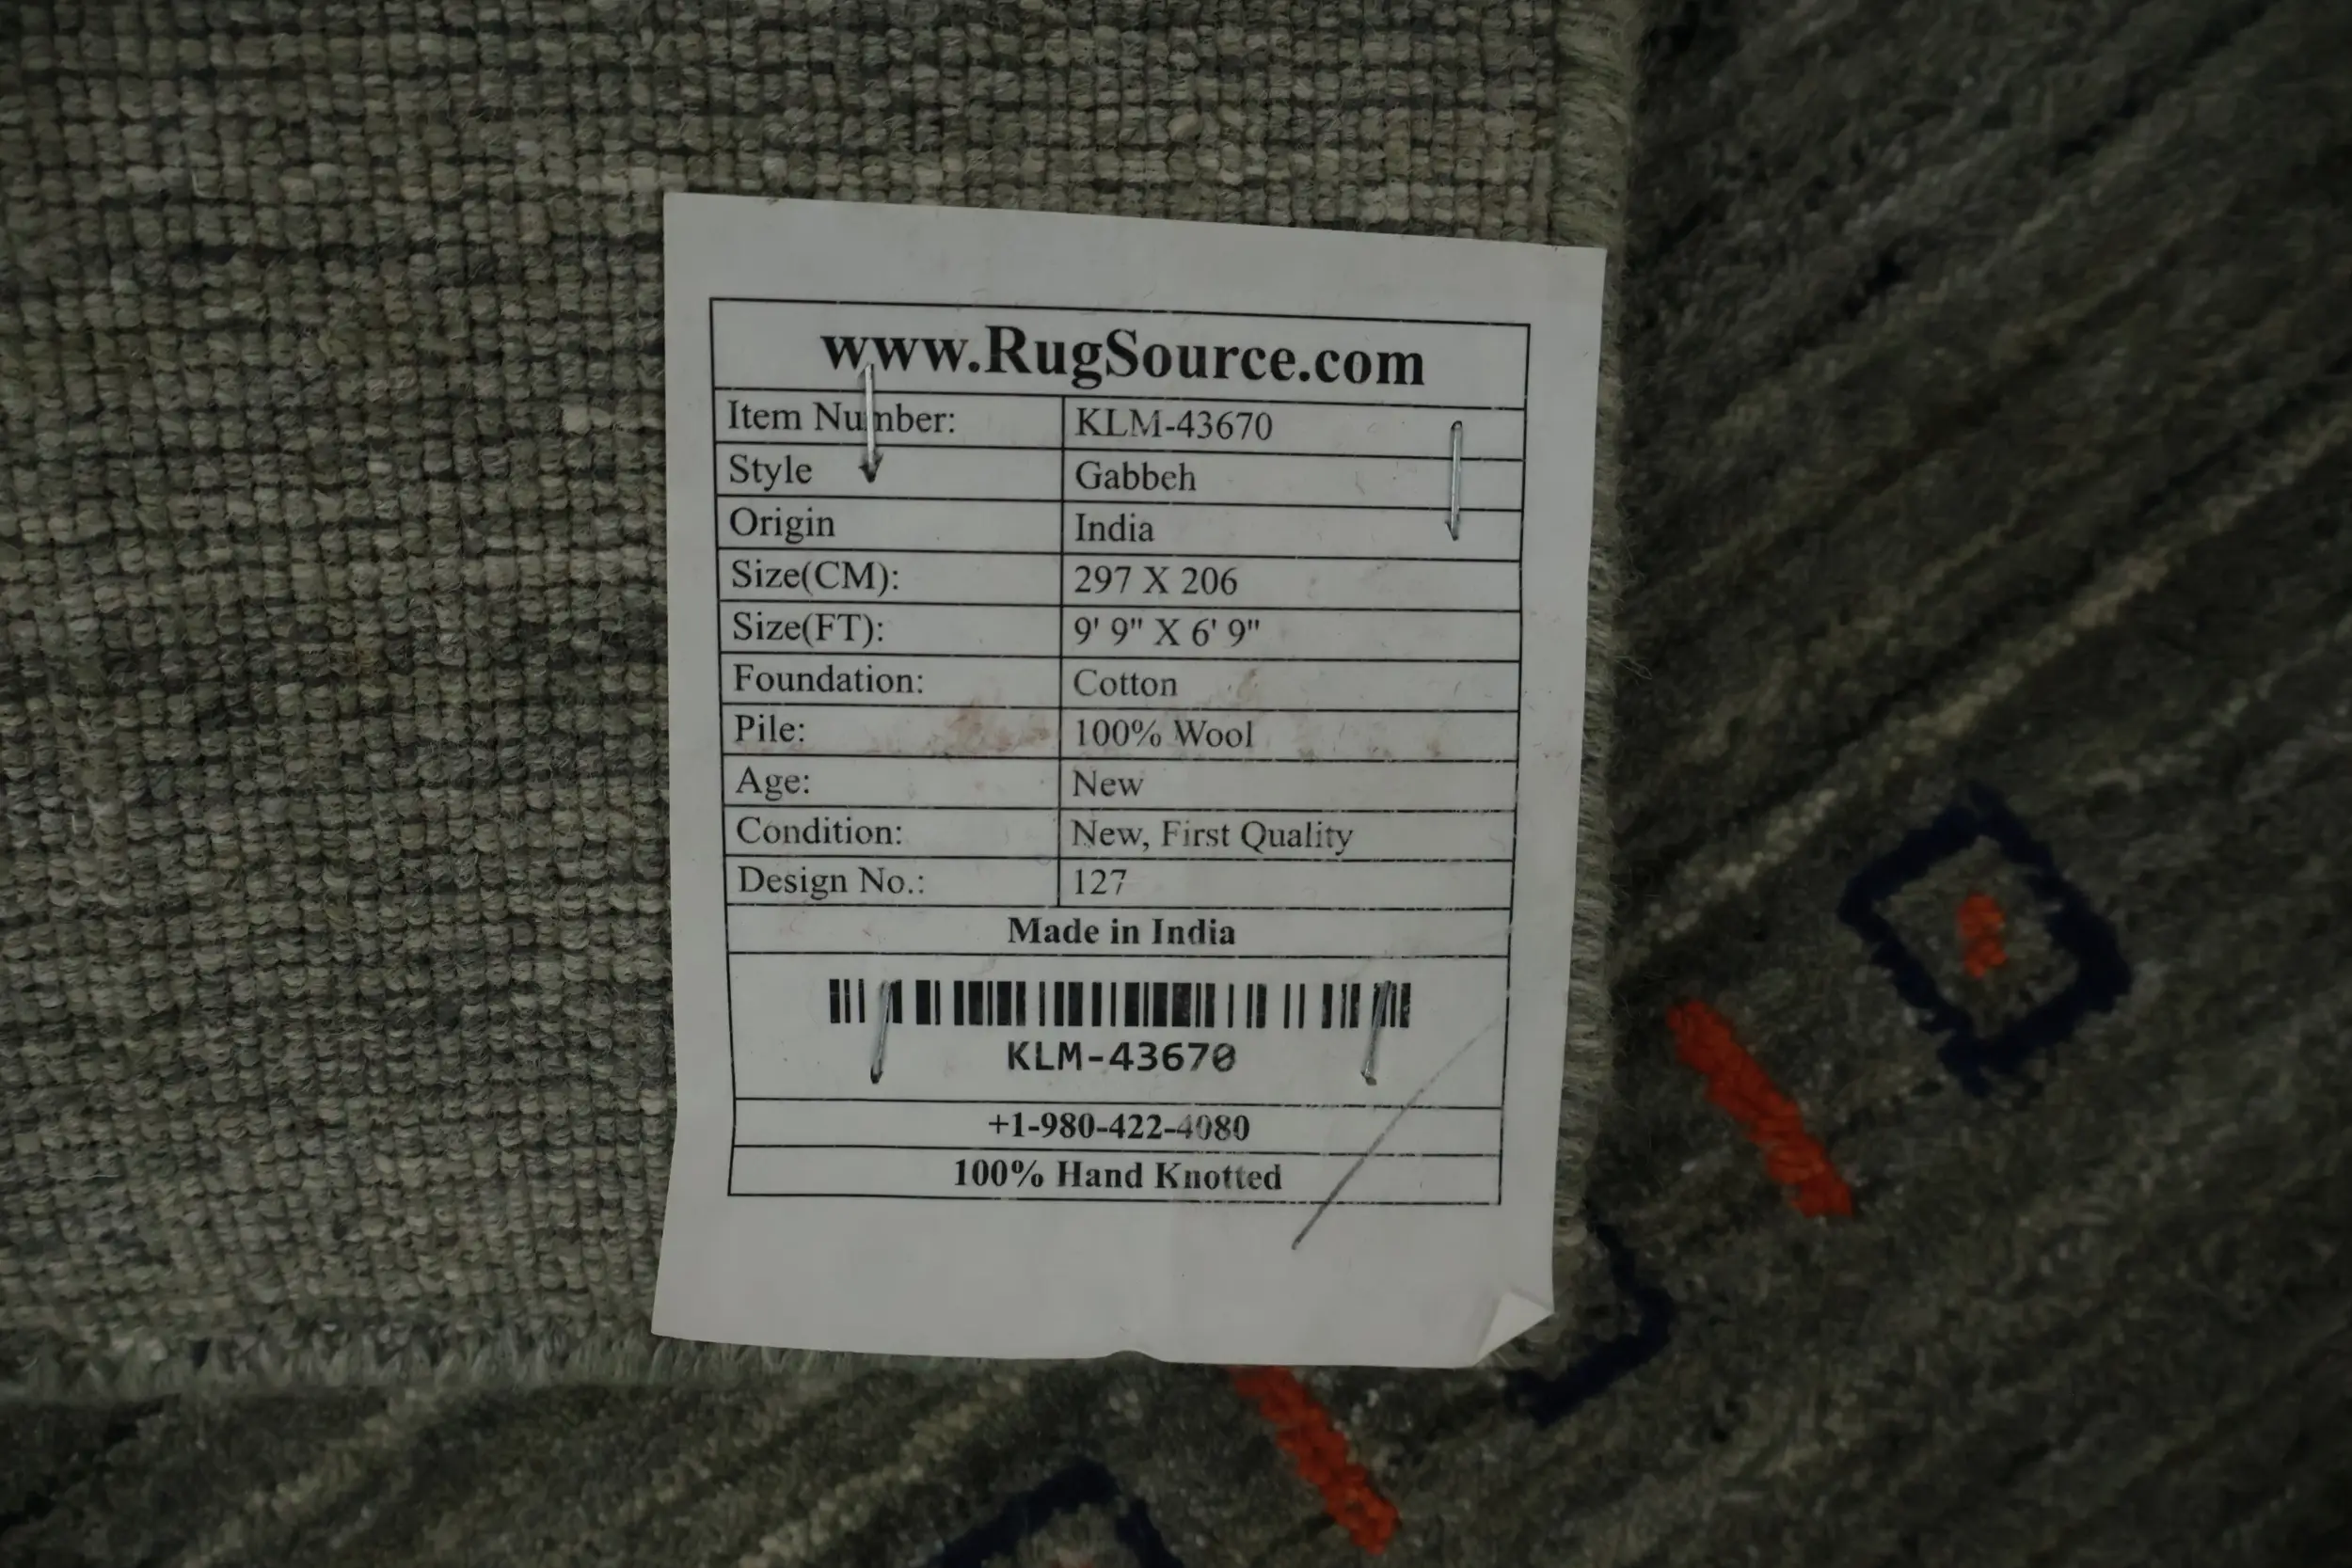 www.RugSource.com
Item Number: KLM-43670
Style Gabbeh
Origin India
Size(CM): 297 X 206
Size(FT): 9' 9" X 6' 9"
Foundation: Cotton
Pile: 100% Wool
Age: New
Condition: New, First Quality
Design No.: 127
Made in India
KLM-43670
+1-980-422-4080
100% Hand Knotted